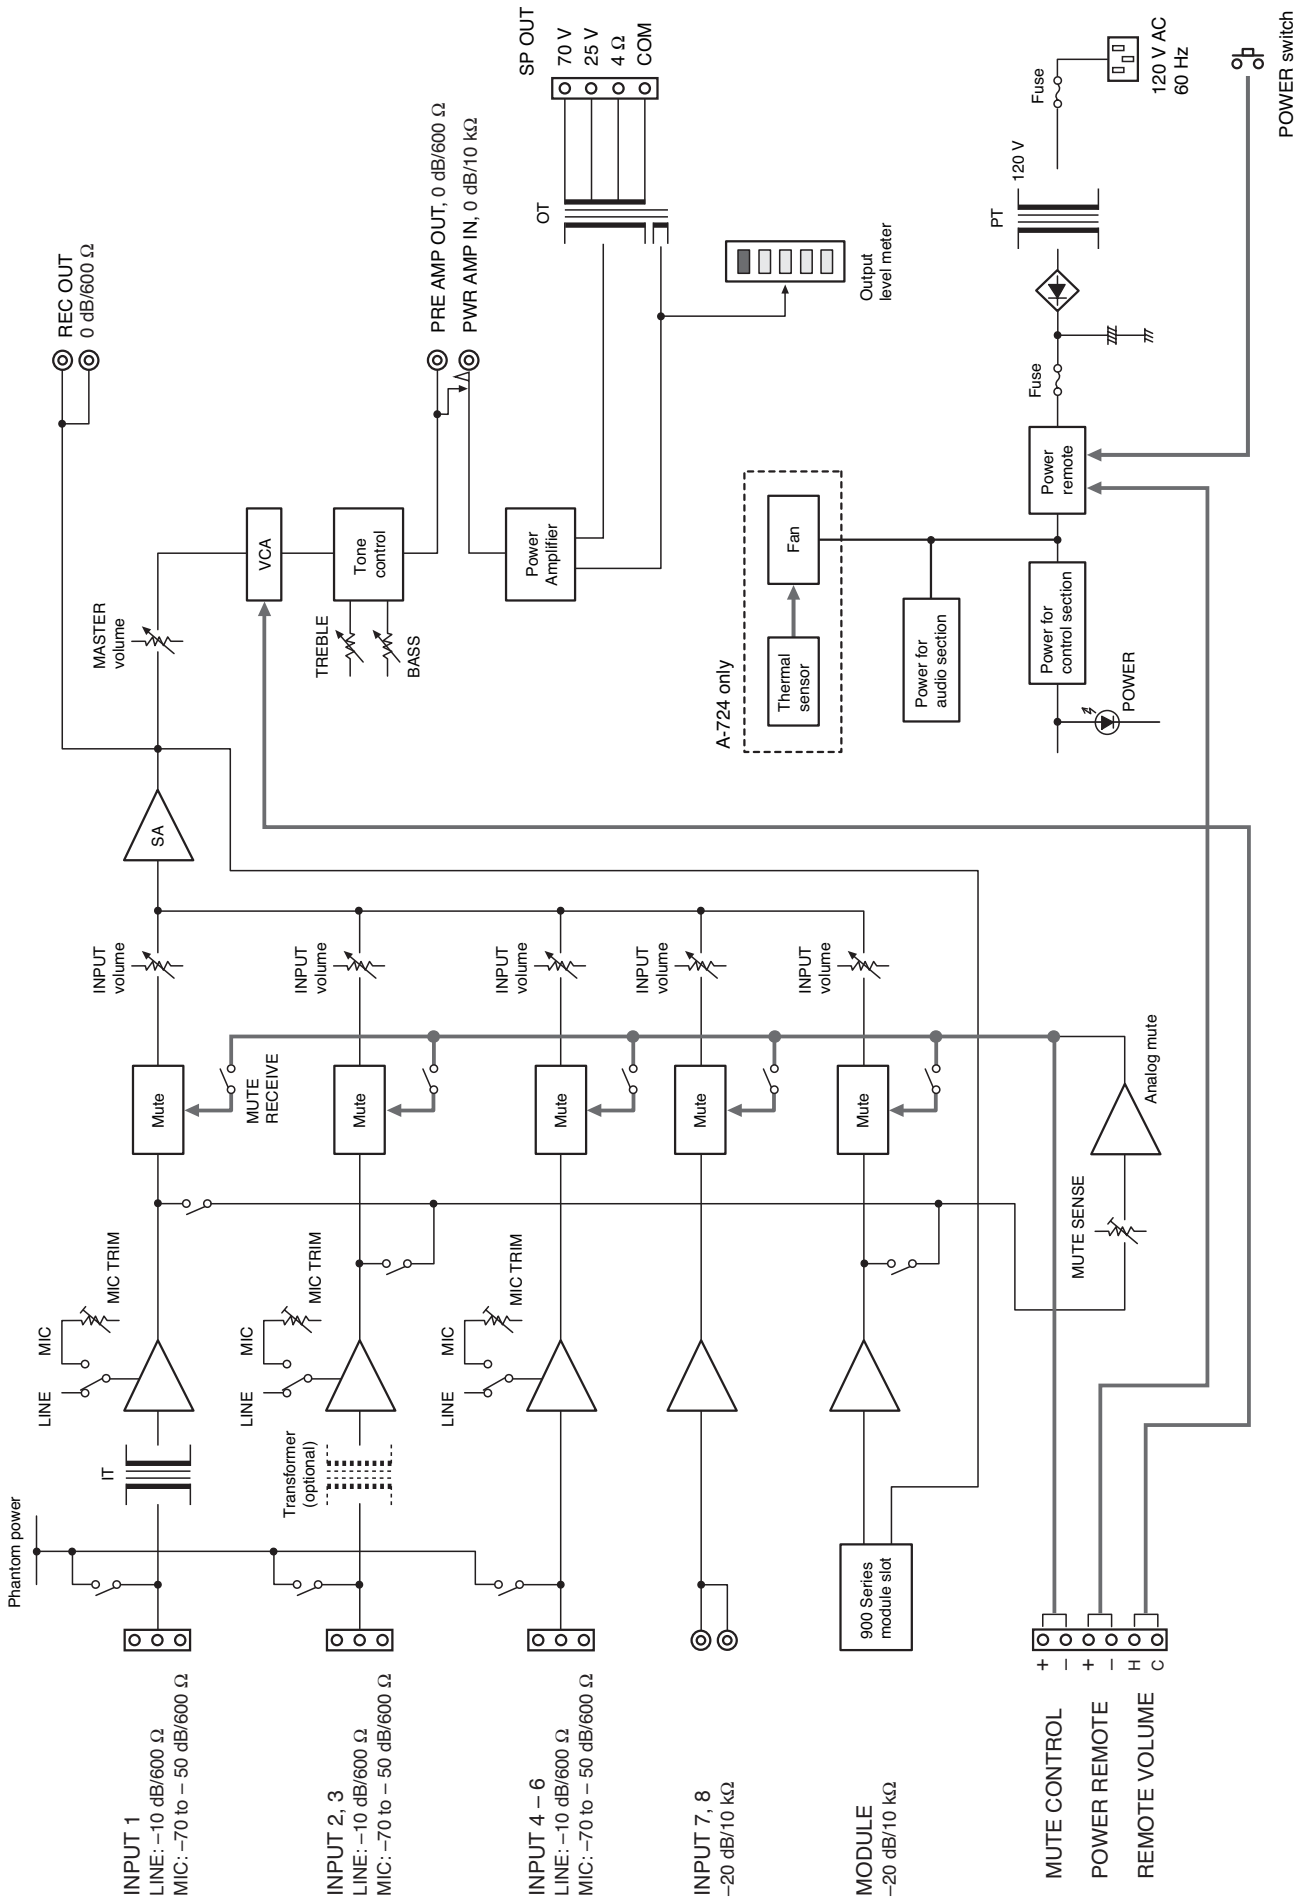 INPUT 1
LINE: –10 dB/600 Ω
MIC: –70 to – 50 dB/600 Ω
Phantom power
IT
LINE
MIC
MIC TRIM
Mute
MUTE
RECEIVE
INPUT
volume
SA
MASTER
volume
REC OUT
0 dB/600 Ω
VCA
Tone
control
TREBLE
BASS
PRE AMP OUT, 0 dB/600 Ω
PWR AMP IN, 0 dB/10 kΩ
Power
Amplifier
OT
SP OUT
70 V
25 V
4 Ω
COM
Output
level meter
INPUT 2, 3
LINE: –10 dB/600 Ω
MIC: –70 to – 50 dB/600 Ω
Transformer
(optional)
LINE
MIC
MIC TRIM
Mute
INPUT
volume
INPUT 4 – 6
LINE: –10 dB/600 Ω
MIC: –70 to – 50 dB/600 Ω
LINE
MIC
MIC TRIM
Mute
INPUT
volume
INPUT 7, 8
–20 dB/10 kΩ
Mute
INPUT
volume
MODULE
–20 dB/10 kΩ
900 Series
module slot
Mute
INPUT
volume
MUTE SENSE
Analog mute
A-724 only
Thermal
sensor
Fan
Power for
audio section
Power for
control section
POWER
Power
remote
Fuse
PT
120 V
Fuse
120 V AC
60 Hz
POWER switch
MUTE CONTROL
+
–
POWER REMOTE
+
–
REMOTE VOLUME
H
C